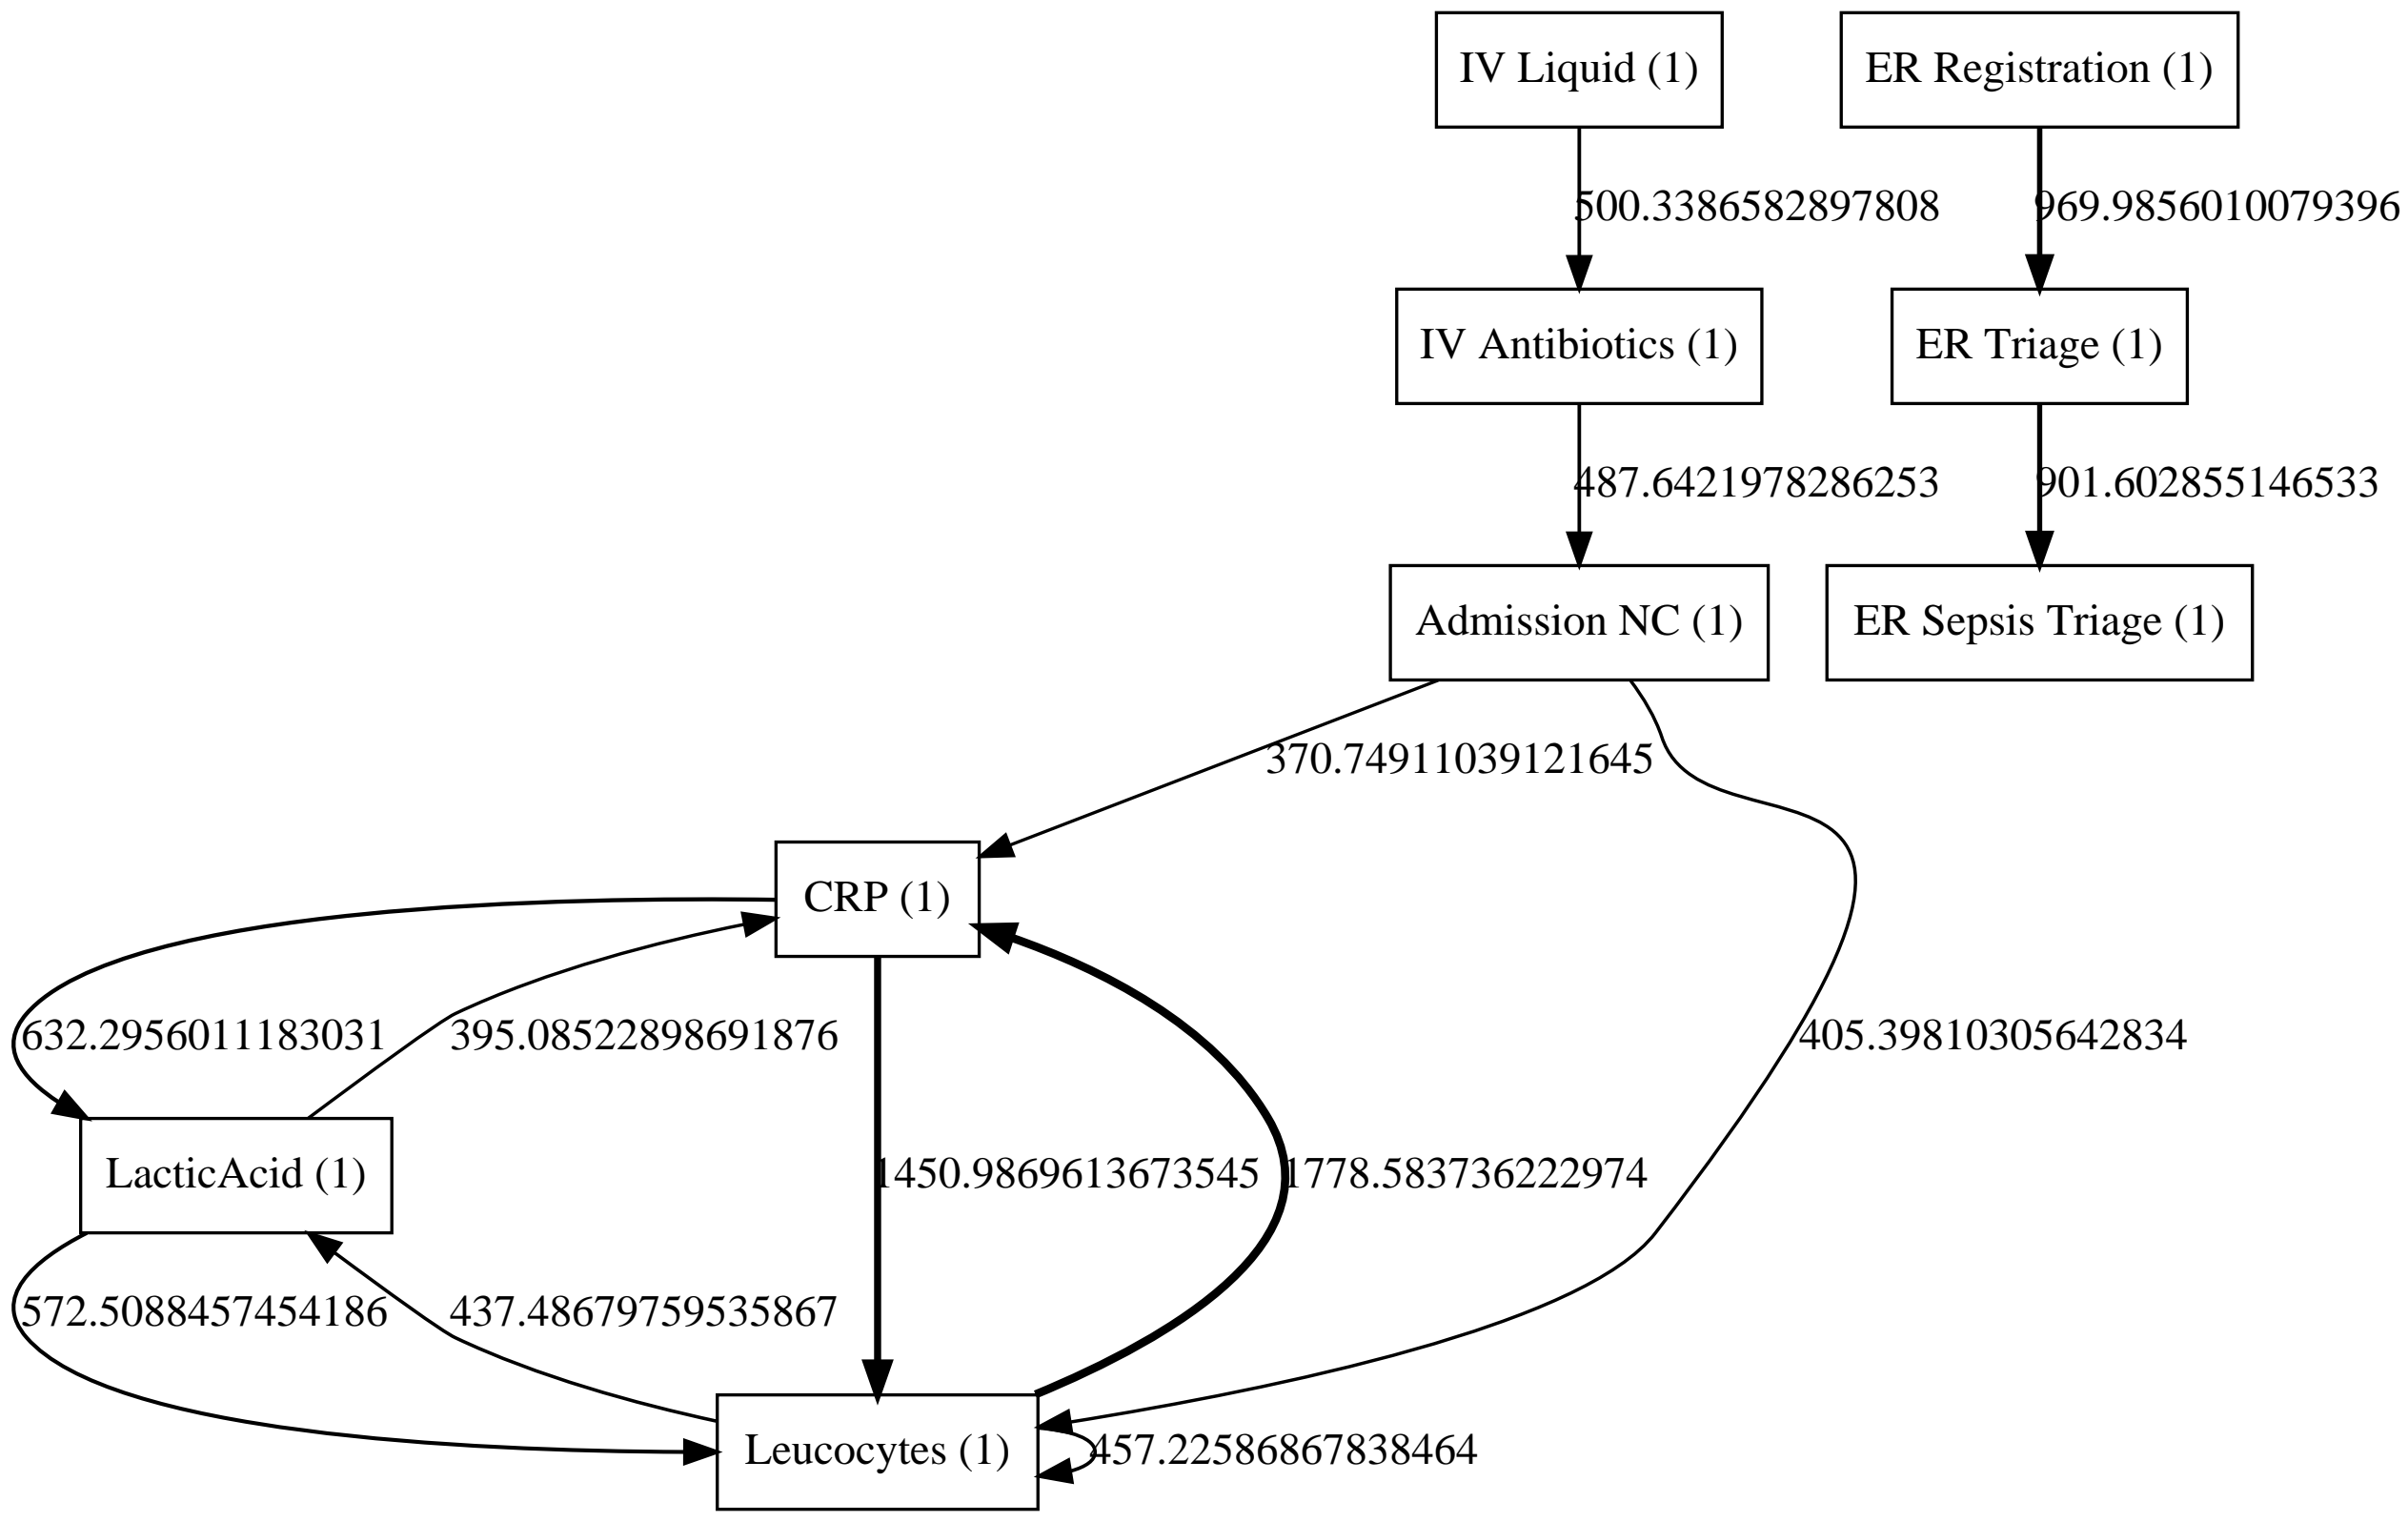 IV Liquid (1)
ER Registration (1)
500.3386582897808
969.9856010079396
IV Antibiotics (1)
ER Triage (1)
487.6421978286253
901.602855146533
Admission NC (1)
ER Sepsis Triage (1)
370.74911039121645
CRP (1)
632.2956011183031
395.08522898691876
405.39810305642834
LacticAcid (1)
1450.9869613673545
1778.583736222974
572.5088457454186
437.48679759535867
Leucocytes (1)
457.22586867838464